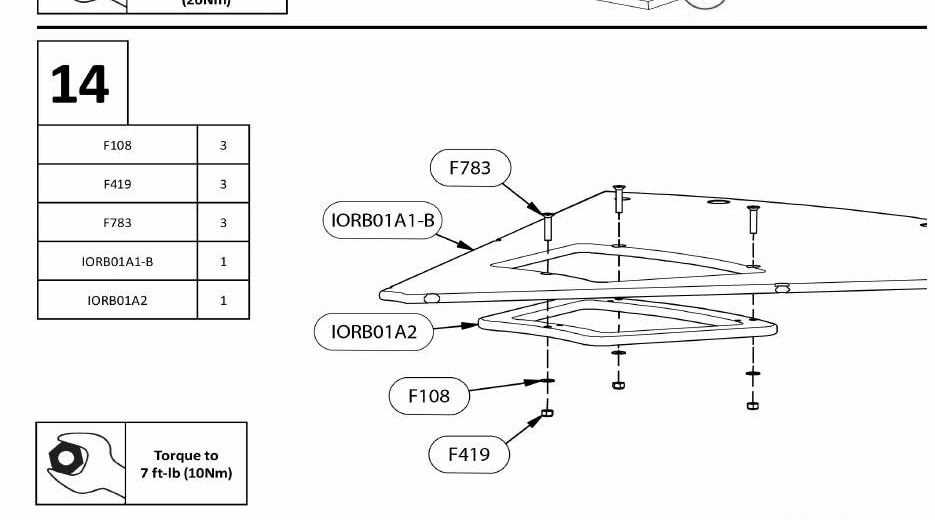 (20Nm)
14
F108 3
F419 3
F783 3
IORB01A1-B 1
IORB01A2 1
F783
IORB01A1-B
IORB01A2
F108
F419
Torque to
7 ft-lb (10Nm)